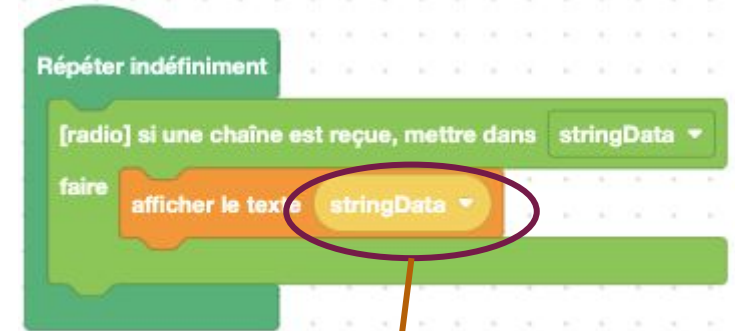 Répéter indéfiniment
[radio] si une chaîne est reçue, mettre dans stringData
faire
afficher le texte stringData